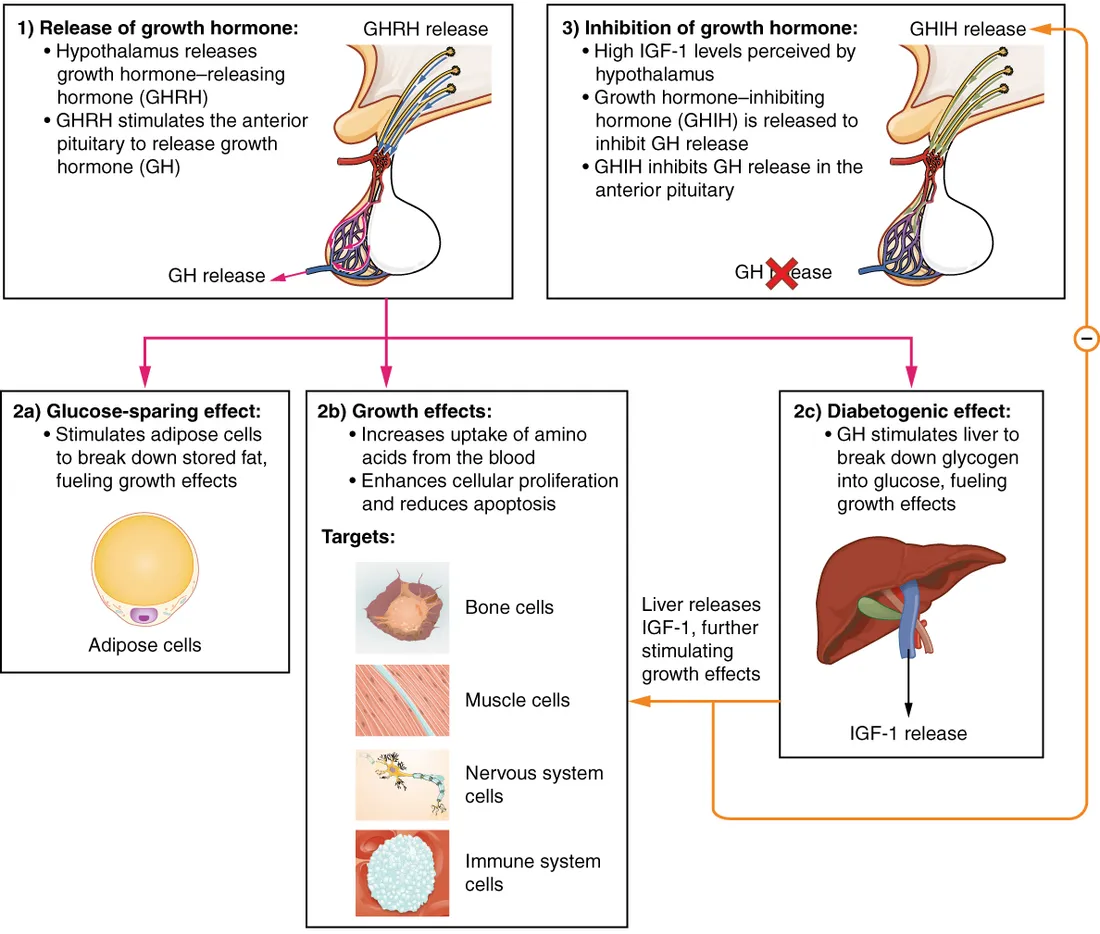 1) Release of growth hormone:
• Hypothalamus releases
growth hormone–releasing
hormone (GHRH)
• GHRH stimulates the anterior
pituitary to release growth
hormone (GH)
GHRH release
GH release
3) Inhibition of growth hormone:
• High IGF-1 levels perceived by
hypothalamus
• Growth hormone–inhibiting
hormone (GHIH) is released to
inhibit GH release
• GHIH inhibits GH release in the
anterior pituitary
GHIH release
GH release
–
2a) Glucose-sparing effect:
• Stimulates adipose cells
to break down stored fat,
fueling growth effects
Adipose cells
2b) Growth effects:
• Increases uptake of amino
acids from the blood
• Enhances cellular proliferation
and reduces apoptosis
Targets:
Bone cells
Muscle cells
Nervous system
cells
Immune system
cells
Liver releases
IGF-1, further
stimulating
growth effects
2c) Diabetogenic effect:
• GH stimulates liver to
break down glycogen
into glucose, fueling
growth effects
IGF-1 release